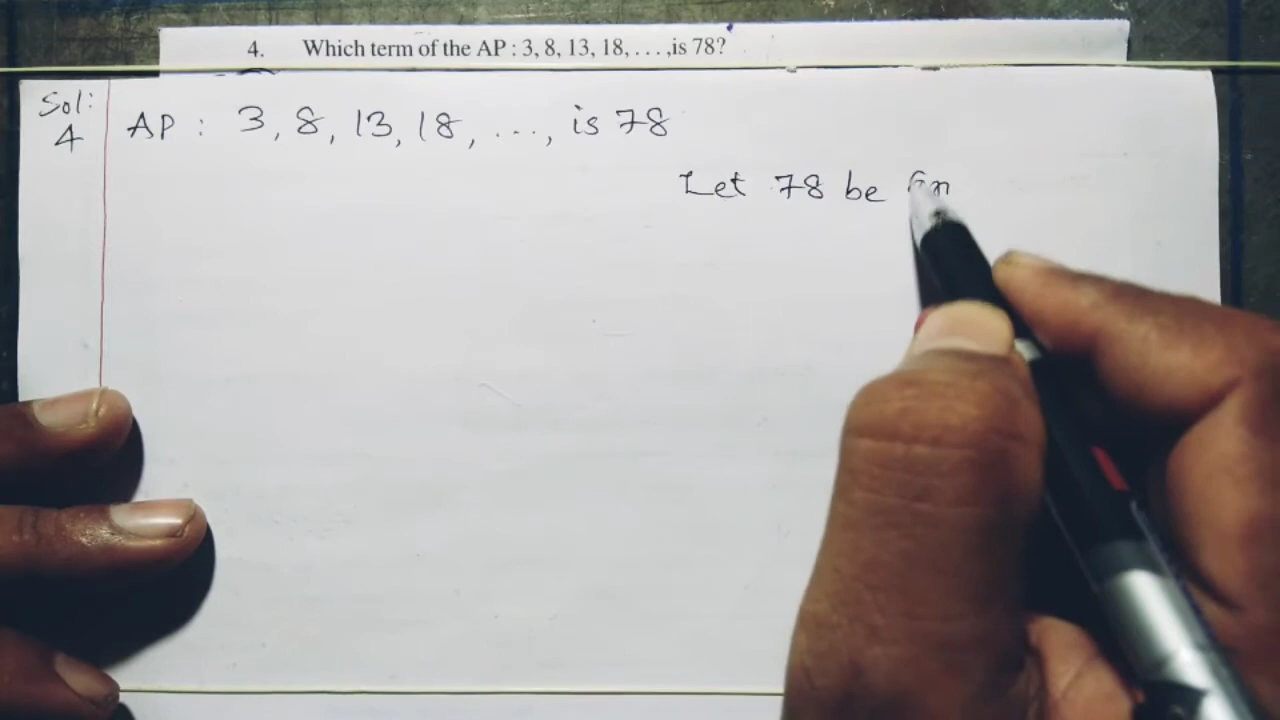 4. Which term of the AP : 3, 8, 13, 18, . . . ,is 78?
Sol:
4
AP : 3, 8, 13, 18, ..., is 78
Let 78 be